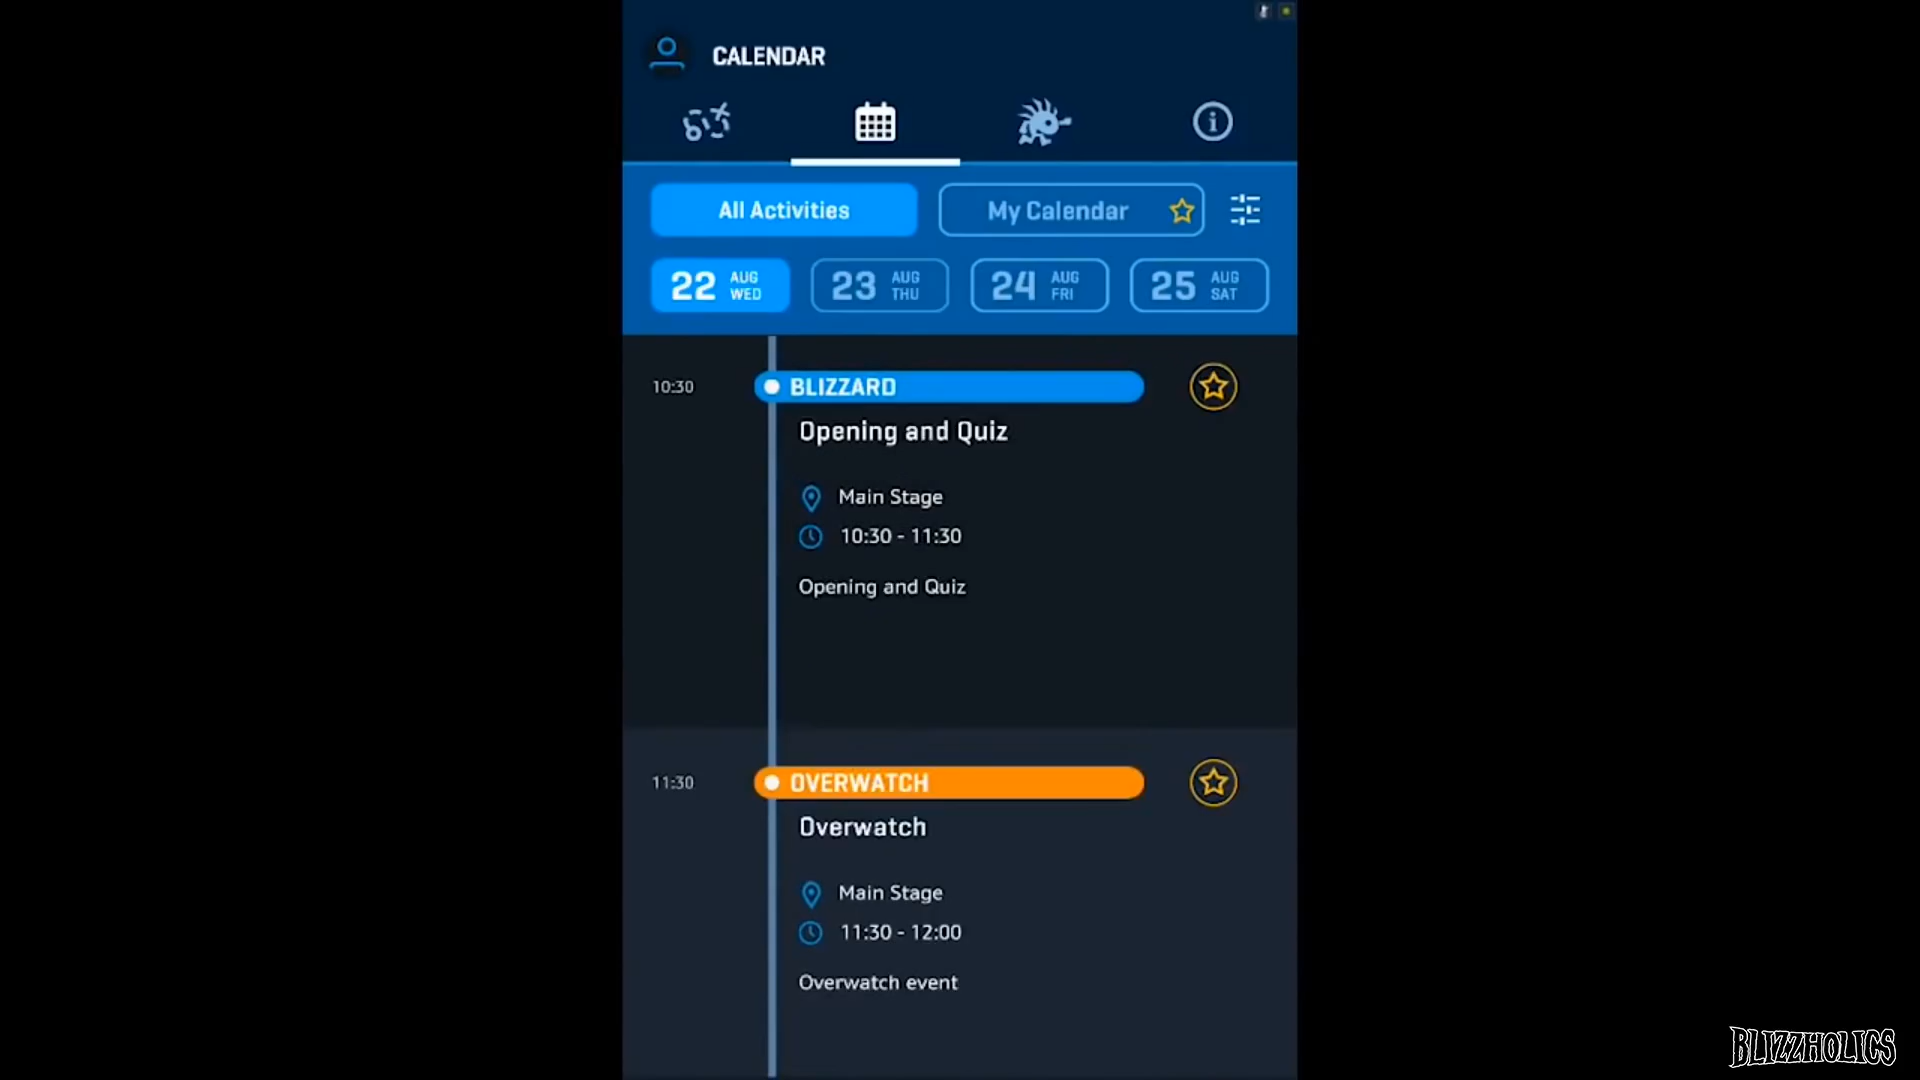 CALENDAR
All Activities
My Calendar
22 AUG WED
23 AUG THU
24 AUG FRI
25 AUG SAT
10:30
BLIZZARD
Opening and Quiz
Main Stage
10:30 - 11:30
Opening and Quiz
11:30
OVERWATCH
Overwatch
Main Stage
11:30 - 12:00
Overwatch event
BLIZZHOLICS